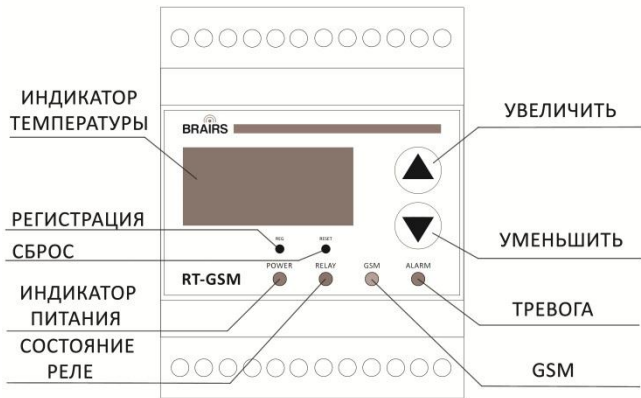 ИНДИКАТОР
ТЕМПЕРАТУРЫ
РЕГИСТРАЦИЯ
СБРОС
ИНДИКАТОР
ПИТАНИЯ
СОСТОЯНИЕ
РЕЛЕ
BRAIRS
REG
RESET
POWER RELAY GSM ALARM
RT-GSM
УВЕЛИЧИТЬ
УМЕНЬШИТЬ
ТРЕВОГА
GSM